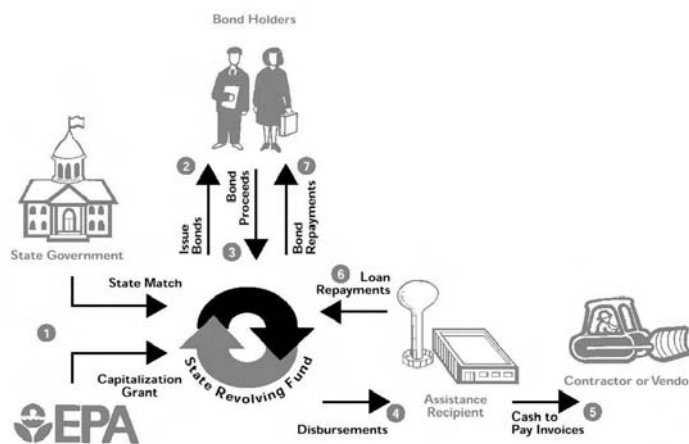 Bond Holders
2
7
Issue
Bonds
Bond
Proceeds
Bond
Repayments
3
State Government
State Match
6
Loan
Repayments
1
State Revolving Fund
Capitalization
Grant
EPA
Disbursements
4
Assistance
Recipient
Cash to
Pay Invoices
5
Contractor or Vendo